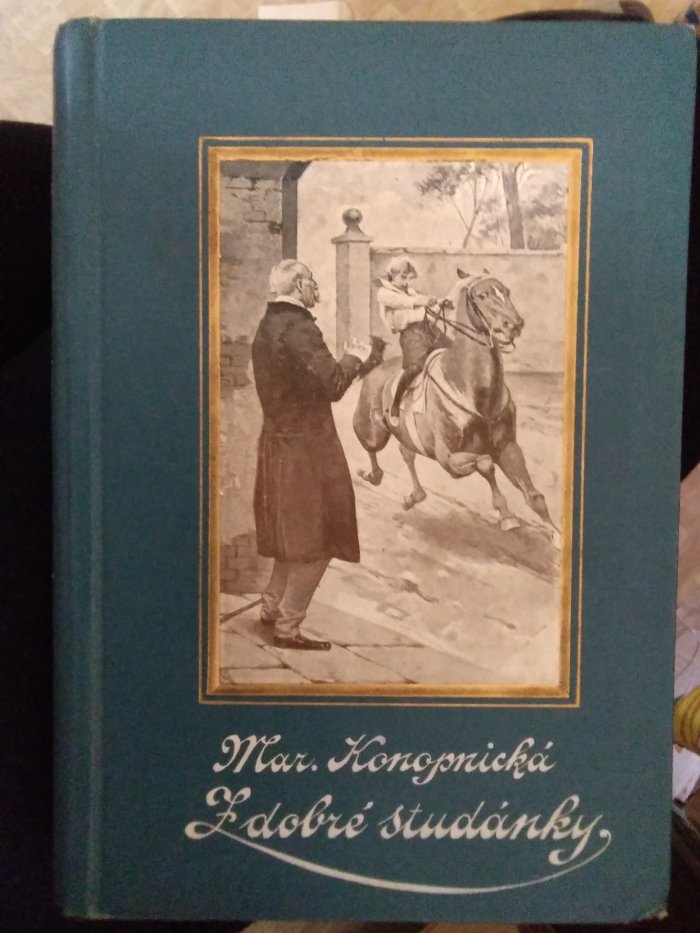 Mar. Konopnická
Z dobré studánky.